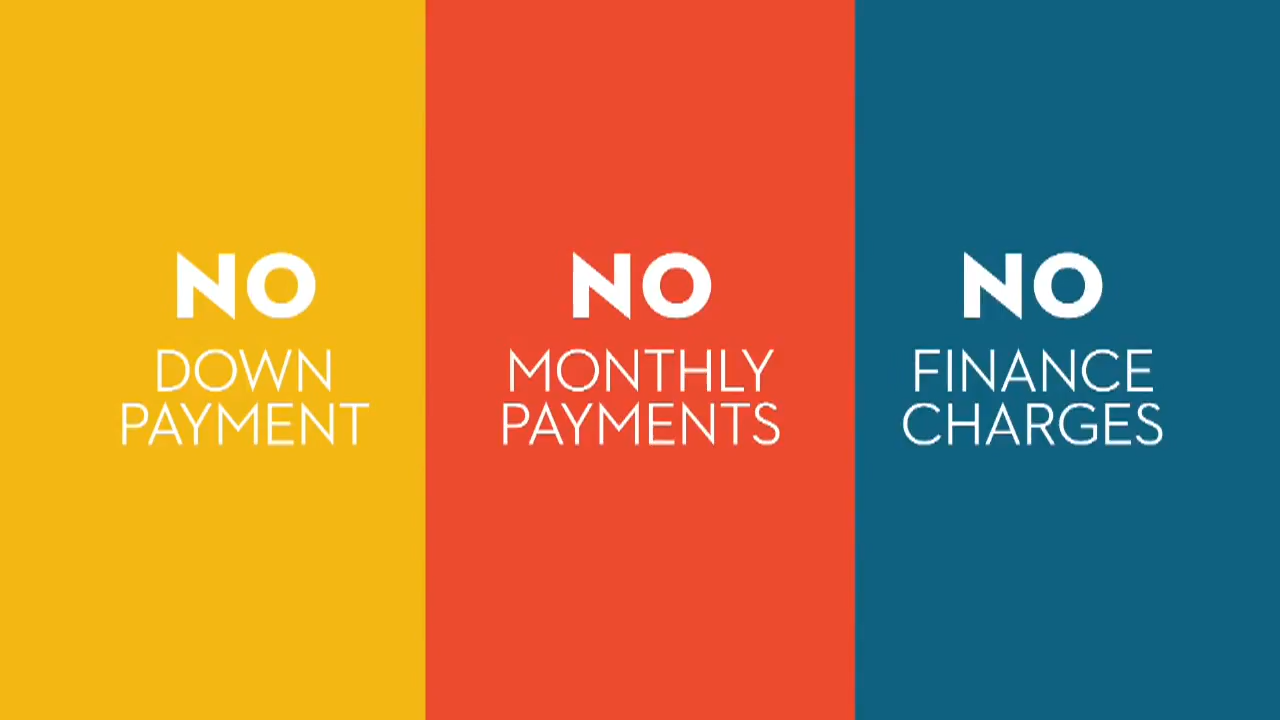 NO
DOWN
PAYMENT
NO
MONTHLY
PAYMENTS
NO
FINANCE
CHARGES